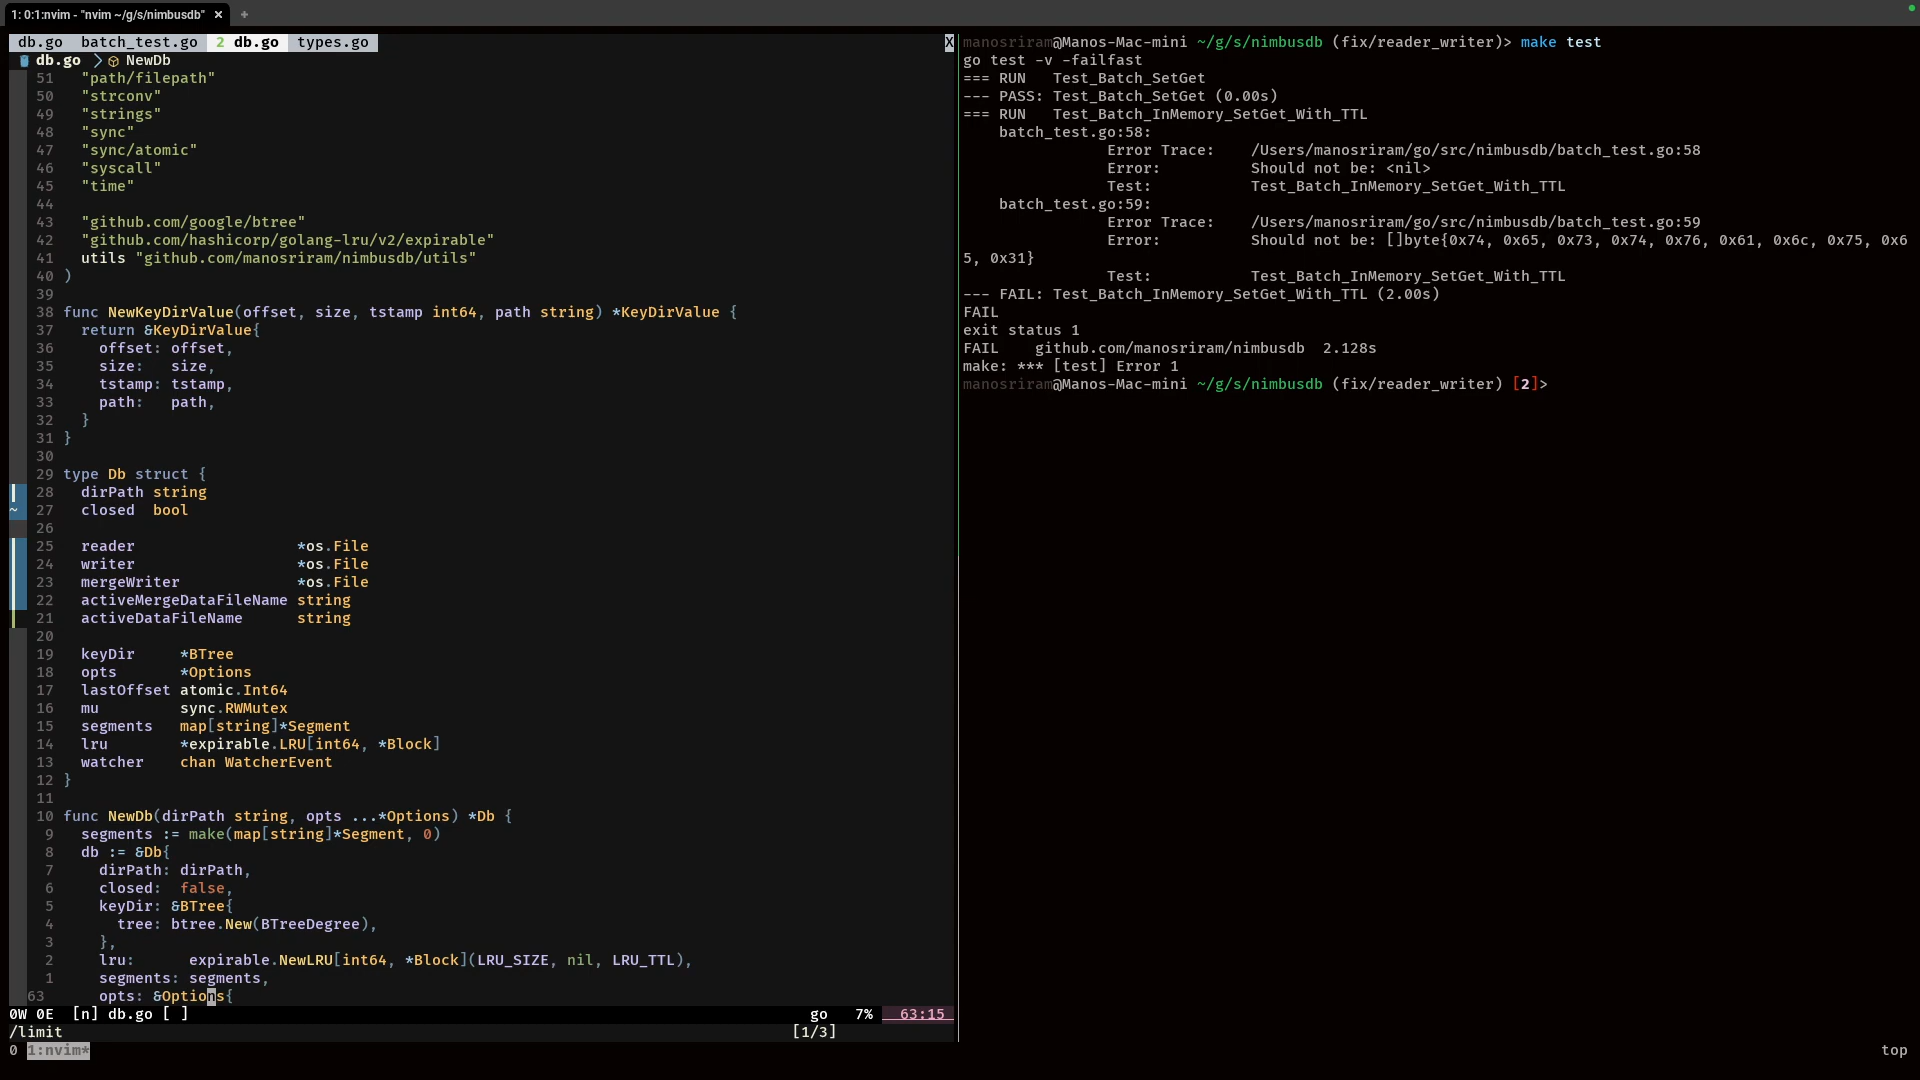 1: 0:1:nvim - "nvim ~/g/s/nimbusdb" × +
db.go batch_test.go 2 db.go types.go X
db.go > NewDb
51 "path/filepath"
50 "strconv"
49 "strings"
48 "sync"
47 "sync/atomic"
46 "syscall"
45 "time"
44
43 "github.com/google/btree"
42 "github.com/hashicorp/golang-lru/v2/expirable"
41 utils "github.com/manosriram/nimbusdb/utils"
40 )
39
38 func NewKeyDirValue(offset, size, tstamp int64, path string) *KeyDirValue {
37 return &KeyDirValue{
36 offset: offset,
35 size: size,
34 tstamp: tstamp,
33 path: path,
32 }
31 }
30
29 type Db struct {
28 dirPath string
~ 27 closed bool
26
25 reader *os.File
24 writer *os.File
23 mergeWriter *os.File
22 activeMergeDataFileName string
21 activeDataFileName string
20
19 keyDir *BTree
18 opts *Options
17 lastOffset atomic.Int64
16 mu sync.RWMutex
15 segments map[string]*Segment
14 lru *expirable.LRU[int64, *Block]
13 watcher chan WatcherEvent
12 }
11
10 func NewDb(dirPath string, opts ...*Options) *Db {
9 segments := make(map[string]*Segment, 0)
8 db := &Db{
7 dirPath: dirPath,
6 closed: false,
5 keyDir: &BTree{
4 tree: btree.New(BTreeDegree),
3 },
2 lru: expirable.NewLRU[int64, *Block](LRU_SIZE, nil, LRU_TTL),
1 segments: segments,
63 opts: &Options{
0W 0E [n] db.go [ ] go 7% 63:15
/limit [1/3]
0 1:nvim*
manosriram@Manos-Mac-mini ~/g/s/nimbusdb (fix/reader_writer)> make test
go test -v -failfast
=== RUN Test_Batch_SetGet
--- PASS: Test_Batch_SetGet (0.00s)
=== RUN Test_Batch_InMemory_SetGet_With_TTL
batch_test.go:58:
Error Trace: /Users/manosriram/go/src/nimbusdb/batch_test.go:58
Error: Should not be: <nil>
Test: Test_Batch_InMemory_SetGet_With_TTL
batch_test.go:59:
Error Trace: /Users/manosriram/go/src/nimbusdb/batch_test.go:59
Error: Should not be: []byte{0x74, 0x65, 0x73, 0x74, 0x76, 0x61, 0x6c, 0x75, 0x6
5, 0x31}
Test: Test_Batch_InMemory_SetGet_With_TTL
--- FAIL: Test_Batch_InMemory_SetGet_With_TTL (2.00s)
FAIL
exit status 1
FAIL github.com/manosriram/nimbusdb 2.128s
make: *** [test] Error 1
manosriram@Manos-Mac-mini ~/g/s/nimbusdb (fix/reader_writer) [2]>
top